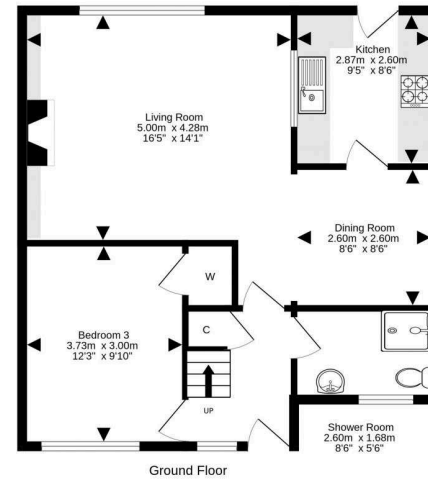 Kitchen
2.87m x 2.60m
9'5" x 8'6"
Living Room
5.00m x 4.28m
16'5" x 14'1"
Dining Room
2.60m x 2.60m
8'6" x 8'6"
W
Bedroom 3
3.73m x 3.00m
12'3" x 9'10"
C
UP
Shower Room
2.60m x 1.68m
8'6" x 5'6"
Ground Floor